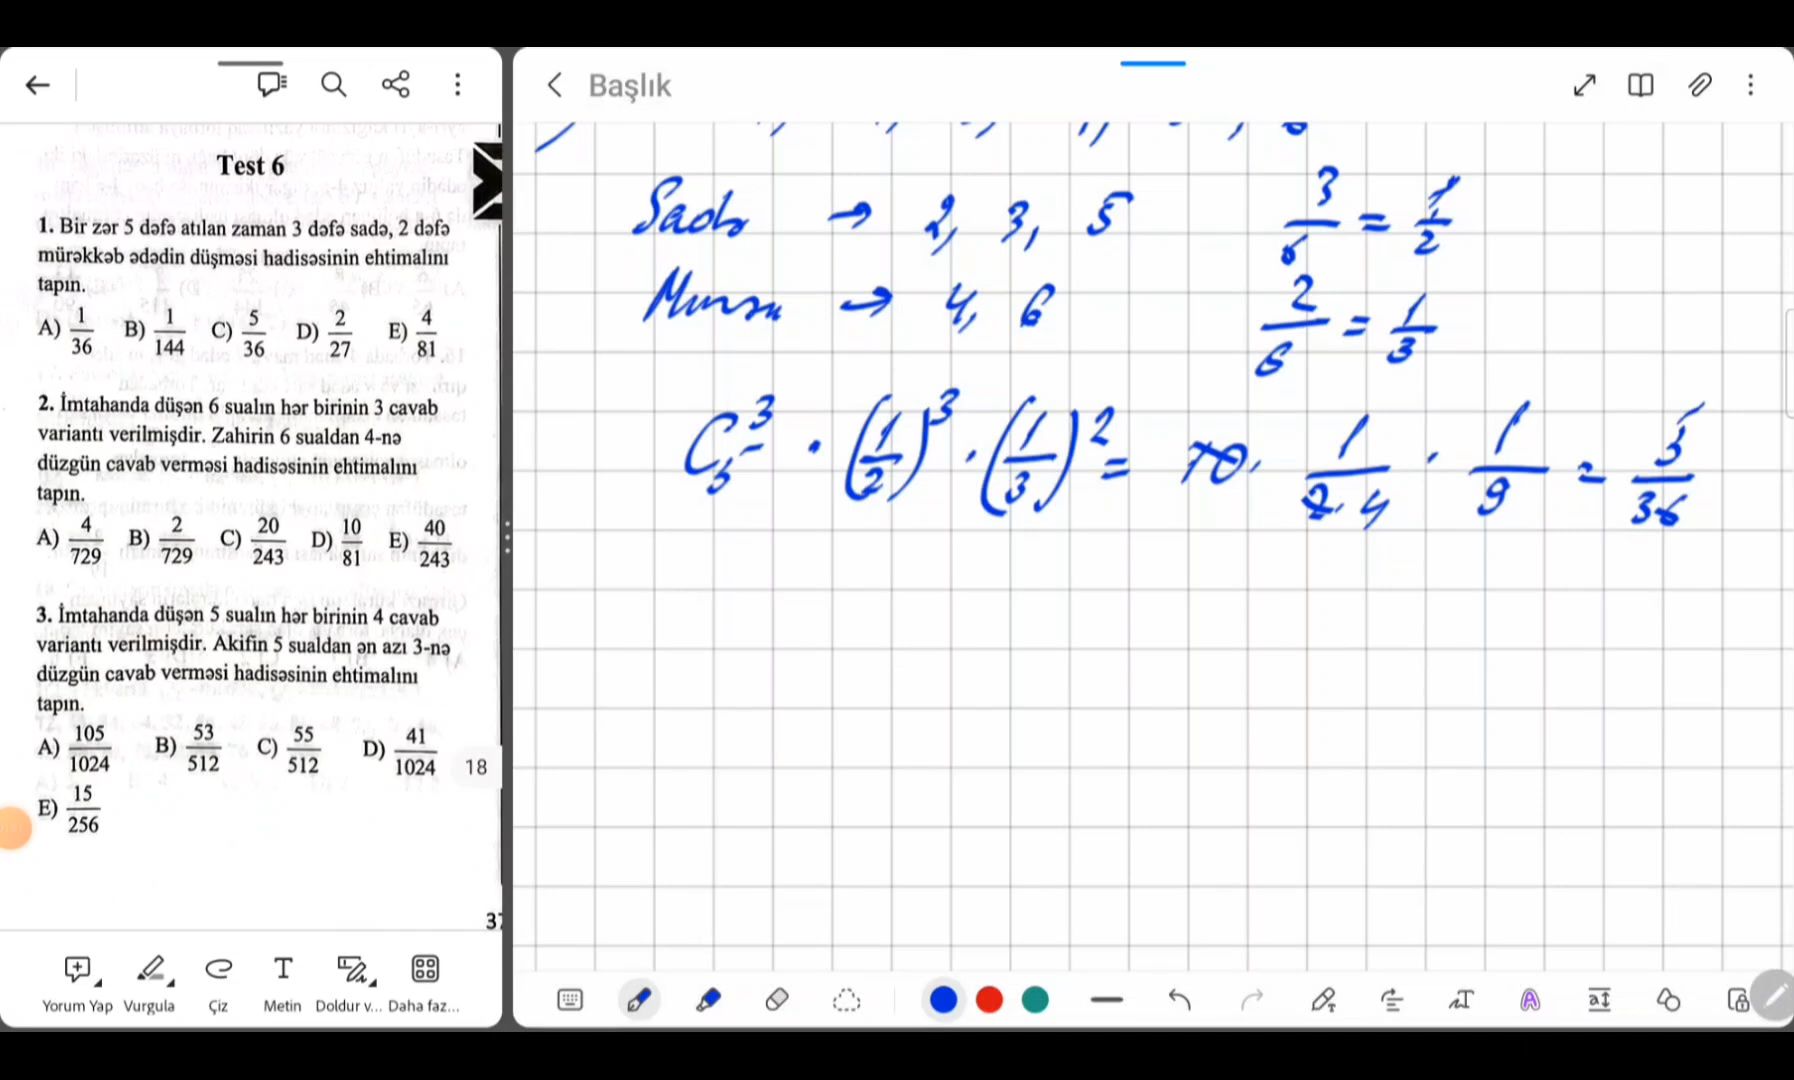 Başlık
Test 6
1. Bir zər 5 dəfə atılan zaman 3 dəfə sadə, 2 dəfə
mürəkkəb ədədin düşməsi hadisəsinin ehtimalını
tapın.
A) 1/36 B) 1/144 C) 5/36 D) 2/27 E) 4/81
2. İmtahanda düşən 6 sualın hər birinin 3 cavab
variantı verilmişdir. Zahirin 6 sualdan 4-nə
düzgün cavab verməsi hadisəsinin ehtimalını
tapın.
A) 4/729 B) 2/729 C) 20/243 D) 10/81 E) 40/243
3. İmtahanda düşən 5 sualın hər birinin 4 cavab
variantı verilmişdir. Akifin 5 sualdan ən azı 3-nə
düzgün cavab verməsi hadisəsinin ehtimalını
tapın.
A) 105/1024 B) 53/512 C) 55/512 D) 41/1024
E) 15/256
18
37
Yorum Yap Vurgula Çiz Metin Doldur v... Daha faz...
Sadə → 2, 3, 5 3/6 = 1/2
→ 4, 6 2/6 = 1/3
C₅³ · (1/2)³ · (1/3)² = 10 · 1/2·4 · 1/9 = 5/36